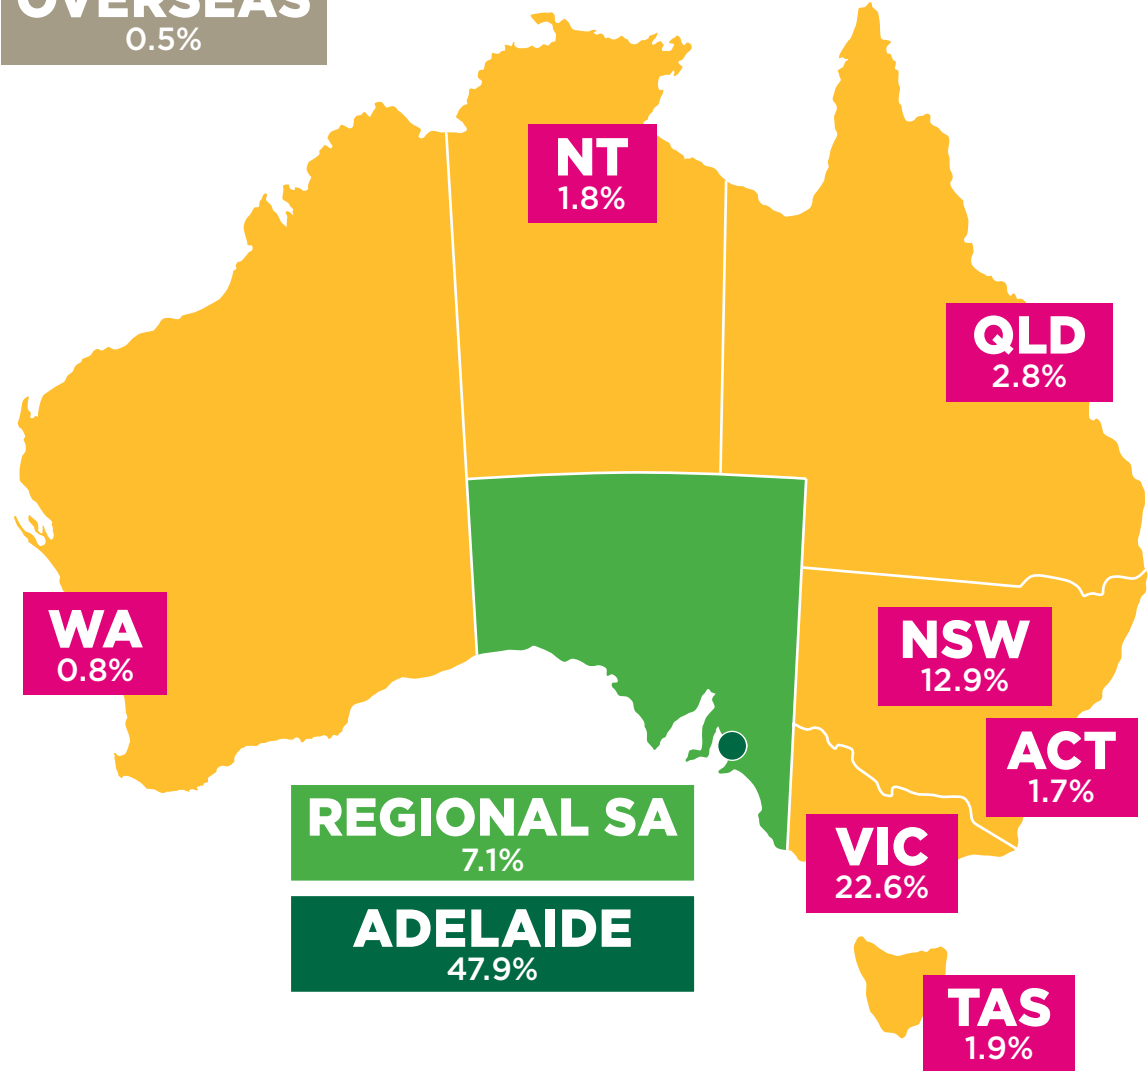 OVERSEAS
0.5%
NT
1.8%
QLD
2.8%
WA
0.8%
NSW
12.9%
ACT
1.7%
REGIONAL SA
7.1%
VIC
22.6%
ADELAIDE
47.9%
TAS
1.9%